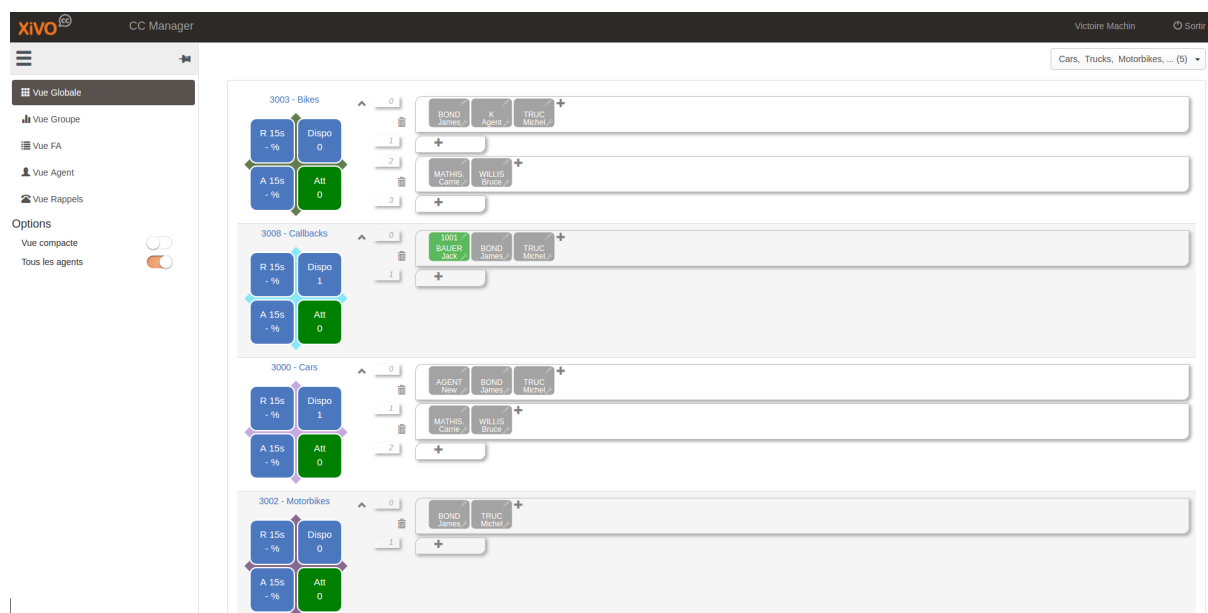 XiVO CC
CC Manager
Victoire Machin
Sortir
Cars, Trucks, Motorbikes, ... (5)
Vue Globale
Vue Groupe
Vue FA
Vue Agent
Vue Rappels
Options
Vue compacte
Tous les agents
3003 - Bikes
R 15s
- %
Dispo
0
A 15s
- %
Att
0
0
BOND
James
K
Agent
TRUC
Michel
+
1
+
2
MATHIS.
Carrie
WILLIS
Bruce
+
3
+
3008 - Callbacks
R 15s
- %
Dispo
1
A 15s
- %
Att
0
0
1001
BAUER
Jack
BOND
James
TRUC
Michel
+
1
+
3000 - Cars
R 15s
- %
Dispo
1
A 15s
- %
Att
0
0
AGENT
New
BOND
James
TRUC
Michel
+
1
MATHIS.
Carrie
WILLIS
Bruce
+
2
+
3002 - Motorbikes
R 15s
- %
Dispo
0
A 15s
- %
Att
0
0
BOND
James
TRUC
Michel
+
1
+